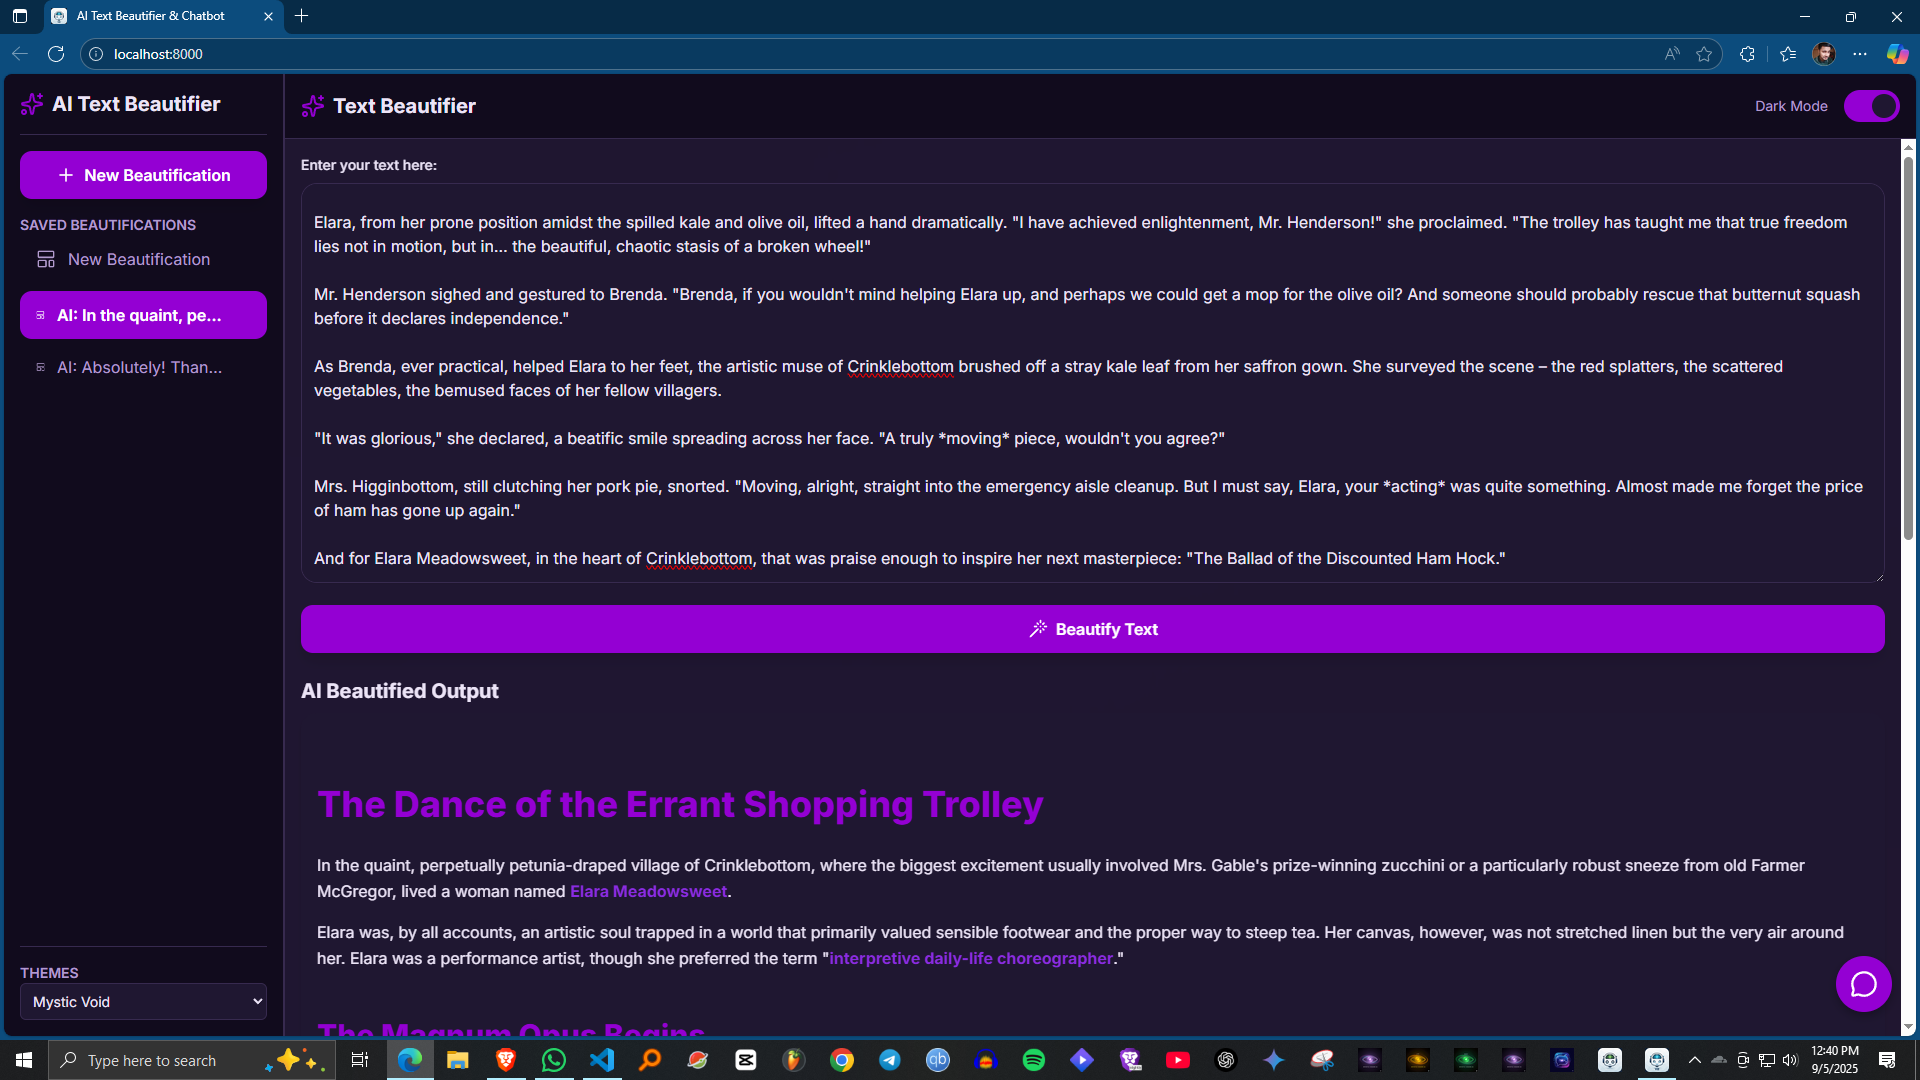 AI Text Beautifier & Chatbot
localhost:8000
AI Text Beautifier
Text Beautifier
Dark Mode
New Beautification
SAVED BEAUTIFICATIONS
New Beautification
AI: In the quaint, pe...
AI: Absolutely! Than...
THEMES
Mystic Void
Enter your text here:
Elara, from her prone position amidst the spilled kale and olive oil, lifted a hand dramatically. "I have achieved enlightenment, Mr. Henderson!" she proclaimed. "The trolley has taught me that true freedom
lies not in motion, but in... the beautiful, chaotic stasis of a broken wheel!"
Mr. Henderson sighed and gestured to Brenda. "Brenda, if you wouldn't mind helping Elara up, and perhaps we could get a mop for the olive oil? And someone should probably rescue that butternut squash
before it declares independence."
As Brenda, ever practical, helped Elara to her feet, the artistic muse of Crinklebottom brushed off a stray kale leaf from her saffron gown. She surveyed the scene – the red splatters, the scattered
vegetables, the bemused faces of her fellow villagers.
"It was glorious," she declared, a beatific smile spreading across her face. "A truly *moving* piece, wouldn't you agree?"
Mrs. Higginbottom, still clutching her pork pie, snorted. "Moving, alright, straight into the emergency aisle cleanup. But I must say, Elara, your *acting* was quite something. Almost made me forget the price
of ham has gone up again."
And for Elara Meadowsweet, in the heart of Crinklebottom, that was praise enough to inspire her next masterpiece: "The Ballad of the Discounted Ham Hock."
Beautify Text
AI Beautified Output
The Dance of the Errant Shopping Trolley
In the quaint, perpetually petunia-draped village of Crinklebottom, where the biggest excitement usually involved Mrs. Gable's prize-winning zucchini or a particularly robust sneeze from old Farmer
McGregor, lived a woman named Elara Meadowsweet.
Elara was, by all accounts, an artistic soul trapped in a world that primarily valued sensible footwear and the proper way to steep tea. Her canvas, however, was not stretched linen but the very air around
her. Elara was a performance artist, though she preferred the term "interpretive daily-life choreographer."
The Magnum Opus Begins
Type here to search
12:40 PM
9/5/2025